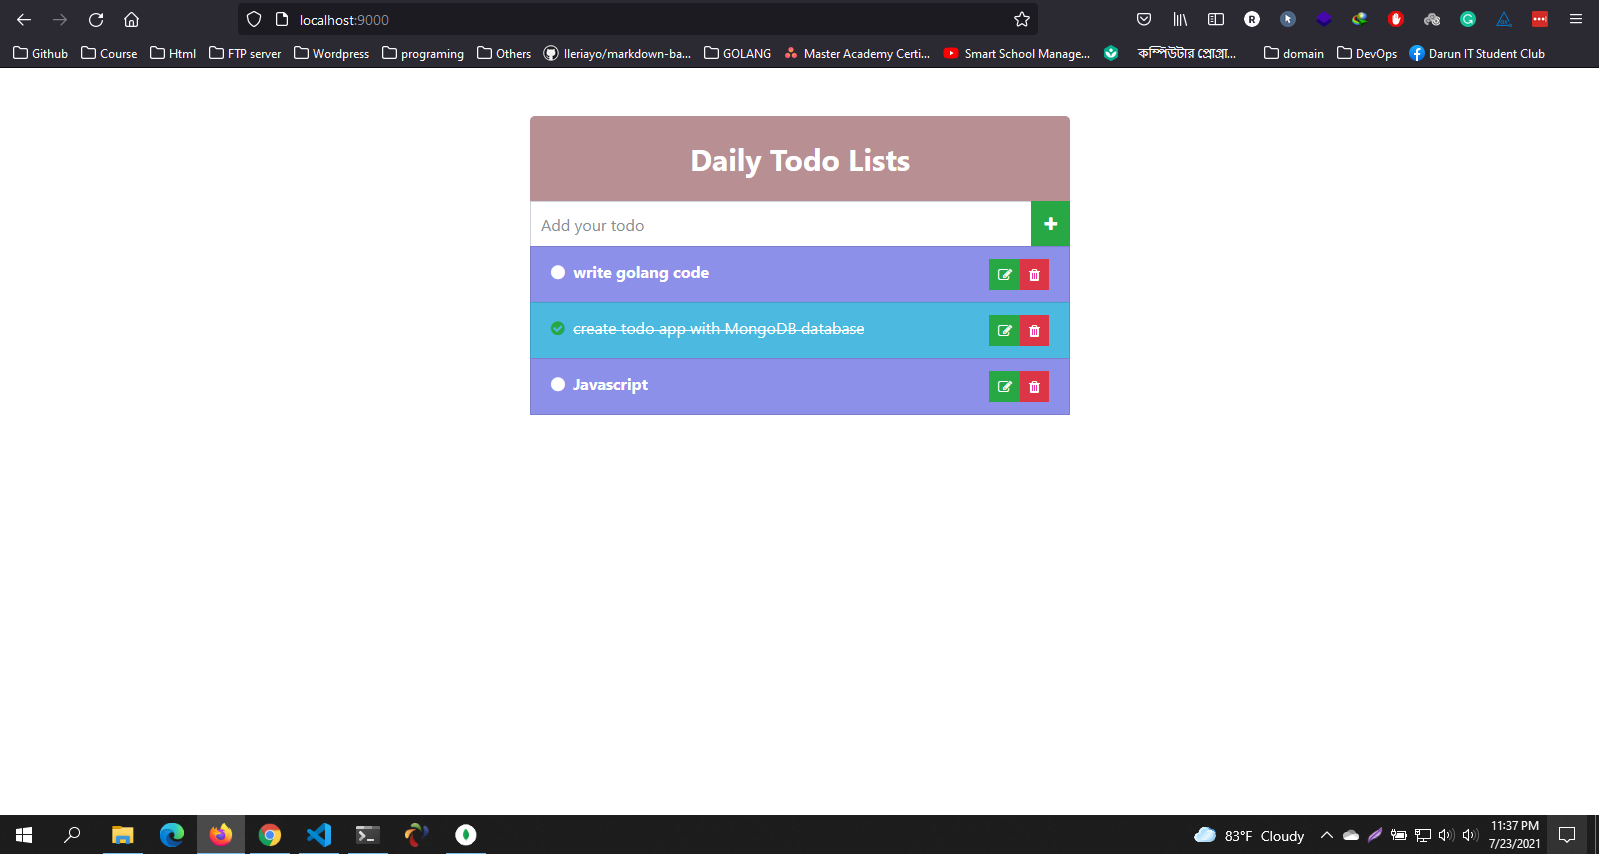 localhost:9000
Github Course Html FTP server Wordpress programing Others Ileriayo/markdown-ba... GOLANG Master Academy Certi... Smart School Manage... কম্পিউটার প্রোগ্রা... domain DevOps Darun IT Student Club
Daily Todo Lists
Add your todo
write golang code
create todo app with MongoDB database
Javascript
83°F Cloudy
11:37 PM
7/23/2021